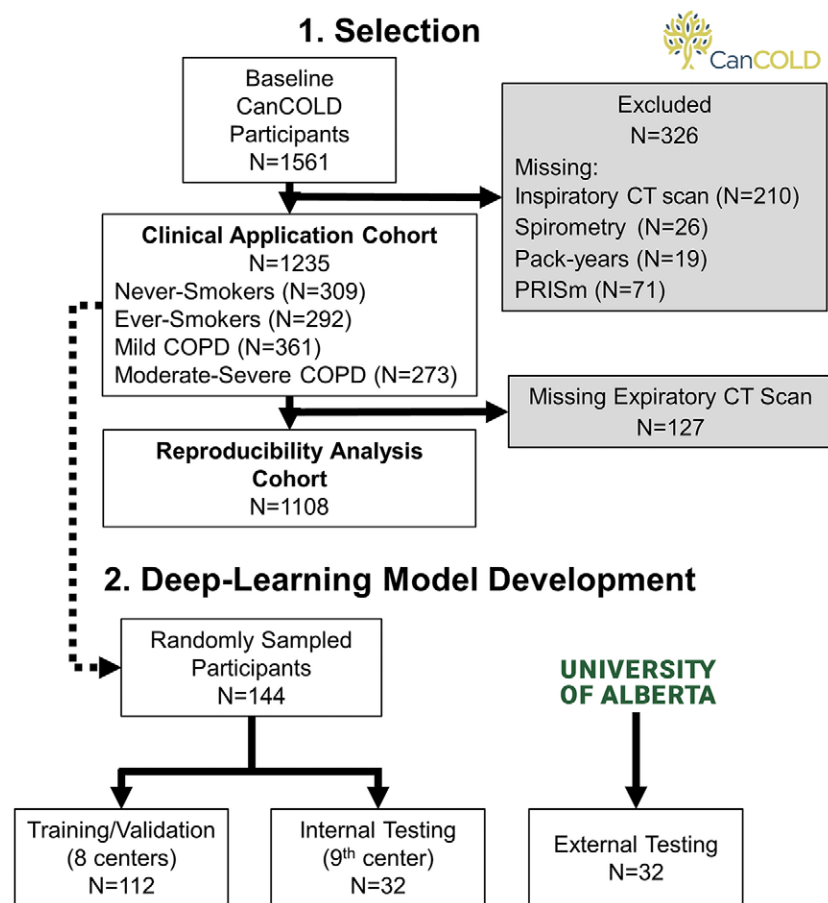 1. Selection
CanCOLD
Baseline
CanCOLD
Participants
N=1561
Excluded
N=326
Missing:
Inspiratory CT scan (N=210)
Spirometry (N=26)
Pack-years (N=19)
PRISm (N=71)
Clinical Application Cohort
N=1235
Never-Smokers (N=309)
Ever-Smokers (N=292)
Mild COPD (N=361)
Moderate-Severe COPD (N=273)
Missing Expiratory CT Scan
N=127
Reproducibility Analysis
Cohort
N=1108
2. Deep-Learning Model Development
Randomly Sampled
Participants
N=144
UNIVERSITY
OF ALBERTA
Training/Validation
(8 centers)
N=112
Internal Testing
(9th center)
N=32
External Testing
N=32